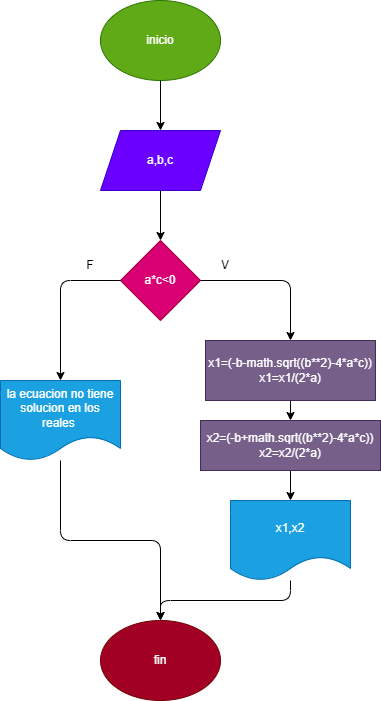 inicio
a,b,c
F
a*c<0
V
la ecuacion no tiene
solucion en los
reales
x1=(-b-math.sqrt((b**2)-4*a*c))
x1=x1/(2*a)
x2=(-b+math.sqrt((b**2)-4*a*c))
x2=x2/(2*a)
x1,x2
fin